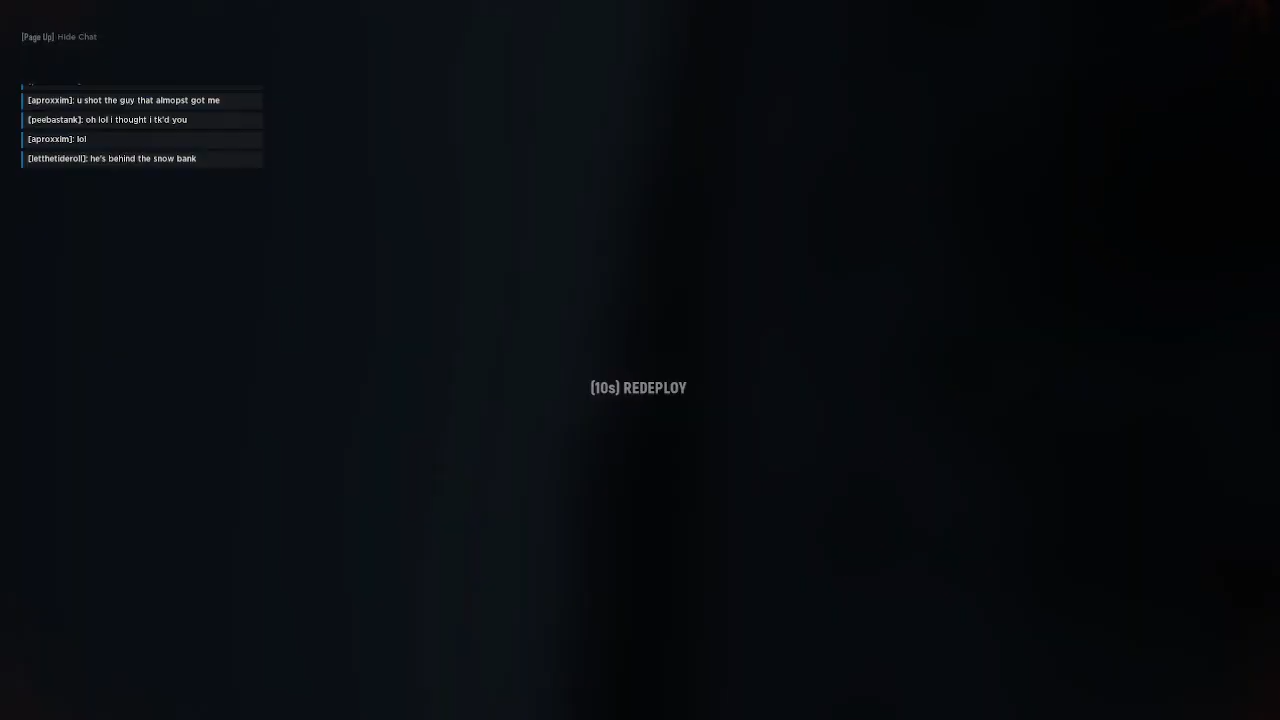 [Page Up] Hide Chat
[aproxxim]: u shot the guy that almopst got me
[peebastank]: oh lol i thought i tk'd you
[aproxxim]: lol
[letthetideroll]: he's behind the snow bank
(10s) REDEPLOY